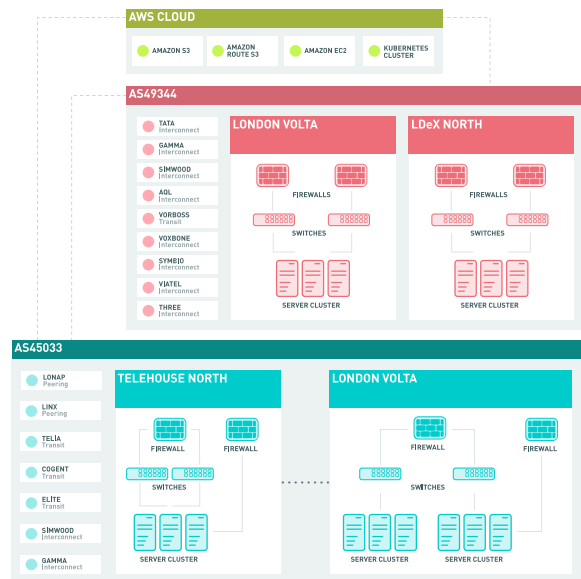 AWS CLOUD
AMAZON S3
AMAZON
ROUTE S3
AMAZON EC2
KUBERNETES
CLUSTER
AS49344
TATA
Interconnect
GAMMA
Interconnect
SIMWOOD
Interconnect
AQL
Interconnect
VORBOSS
Transit
VOXBONE
Interconnect
SYMBIO
Interconnect
VIATEL
Interconnect
THREE
Interconnect
LONDON VOLTA
FIREWALLS
SWITCHES
SERVER CLUSTER
LDeX NORTH
FIREWALLS
SWITCHES
SERVER CLUSTER
AS45033
LONAP
Peering
LINX
Peering
TELIA
Transit
COGENT
Transit
ELITE
Transit
SIMWOOD
Interconnect
GAMMA
Interconnect
TELEHOUSE NORTH
FIREWALL
FIREWALL
SWITCHES
SERVER CLUSTER
LONDON VOLTA
FIREWALL
FIREWALL
SWITCHES
SERVER CLUSTER
SERVER CLUSTER